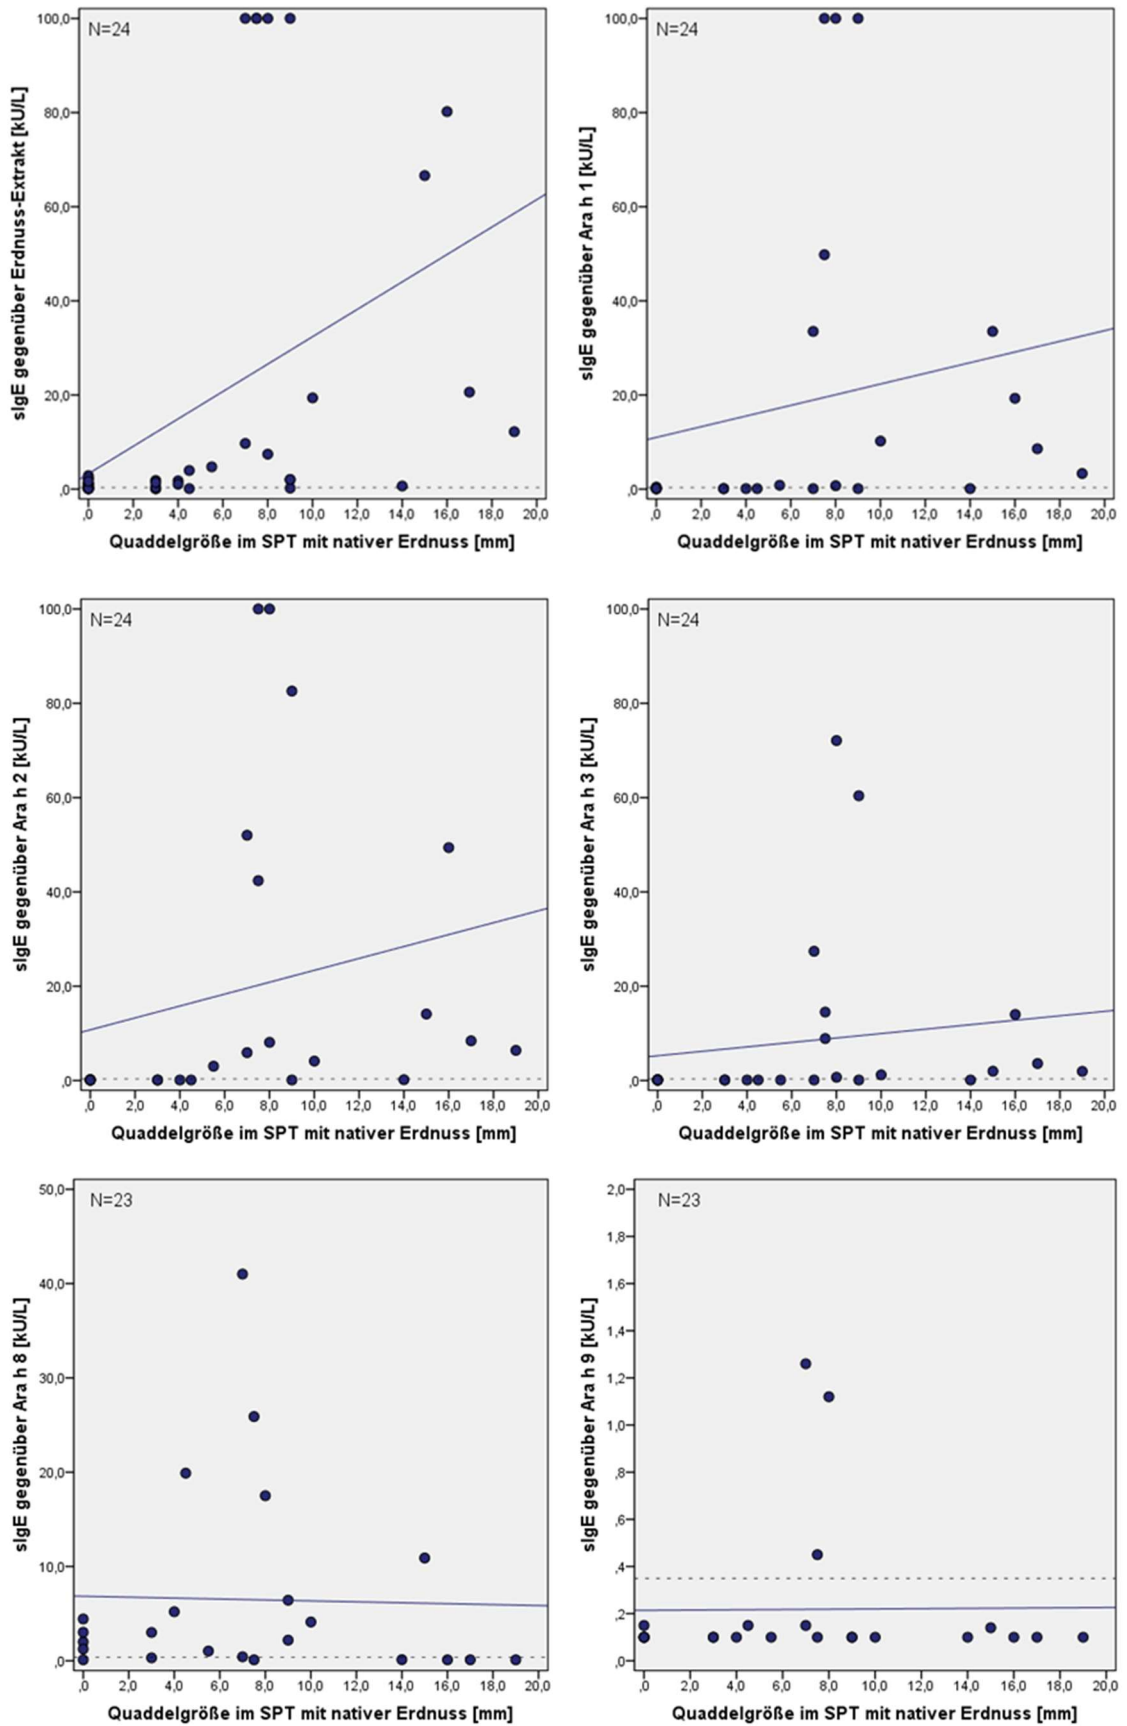 N=24
sIgE gegenüber Erdnuss-Extrakt [kU/L]
100,0
80,0
60,0
40,0
20,0
,0
,0 2,0 4,0 6,0 8,0 10,0 12,0 14,0 16,0 18,0 20,0
Quaddelgröße im SPT mit nativer Erdnuss [mm]
N=24
sIgE gegenüber Ara h 1 [kU/L]
100,0
80,0
60,0
40,0
20,0
,0
,0 2,0 4,0 6,0 8,0 10,0 12,0 14,0 16,0 18,0 20,0
Quaddelgröße im SPT mit nativer Erdnuss [mm]
N=24
sIgE gegenüber Ara h 2 [kU/L]
100,0
80,0
60,0
40,0
20,0
,0
,0 2,0 4,0 6,0 8,0 10,0 12,0 14,0 16,0 18,0 20,0
Quaddelgröße im SPT mit nativer Erdnuss [mm]
N=24
sIgE gegenüber Ara h 3 [kU/L]
100,0
80,0
60,0
40,0
20,0
,0
,0 2,0 4,0 6,0 8,0 10,0 12,0 14,0 16,0 18,0 20,0
Quaddelgröße im SPT mit nativer Erdnuss [mm]
N=23
sIgE gegenüber Ara h 8 [kU/L]
50,0
40,0
30,0
20,0
10,0
,0
,0 2,0 4,0 6,0 8,0 10,0 12,0 14,0 16,0 18,0 20,0
Quaddelgröße im SPT mit nativer Erdnuss [mm]
N=23
sIgE gegenüber Ara h 9 [kU/L]
2,0
1,8
1,6
1,4
1,2
1,0
,8
,6
,4
,2
,0
,0 2,0 4,0 6,0 8,0 10,0 12,0 14,0 16,0 18,0 20,0
Quaddelgröße im SPT mit nativer Erdnuss [mm]